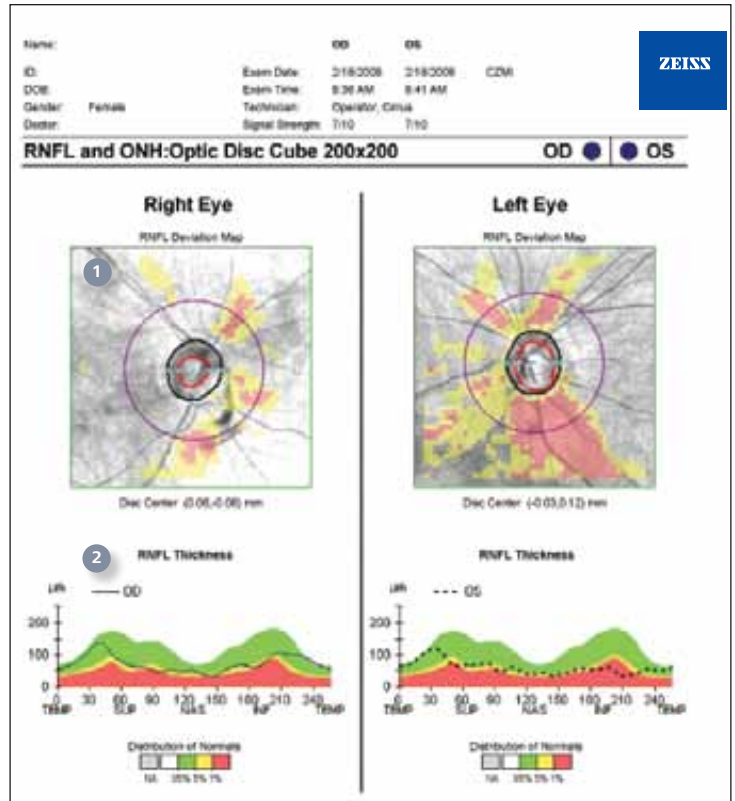 ZEISS
Name: OD OS
ID: Exam Date: 2/18/2009 2/18/2009 CZMI
DOB: Exam Time: 8:36 AM 8:41 AM
Gender: Female Technician: Operator, Cirrus
Doctor: Signal Strength: 7/10 7/10
RNFL and ONH:Optic Disc Cube 200x200 OD OS
Right Eye Left Eye
RNFL Deviation Map RNFL Deviation Map
1
Disc Center (0.06,-0.06) mm Disc Center (-0.03,0.12) mm
2
RNFL Thickness RNFL Thickness
μm OD μm OS
200 200
100 100
0 0
0 30 60 90 120 150 180 210 240 0 30 60 90 120 150 180 210 240
TEMP SUP NAS INF TEMP TEMP SUP NAS INF TEMP
Distribution of Normals Distribution of Normals
NA 95% 5% 1% NA 95% 5% 1%